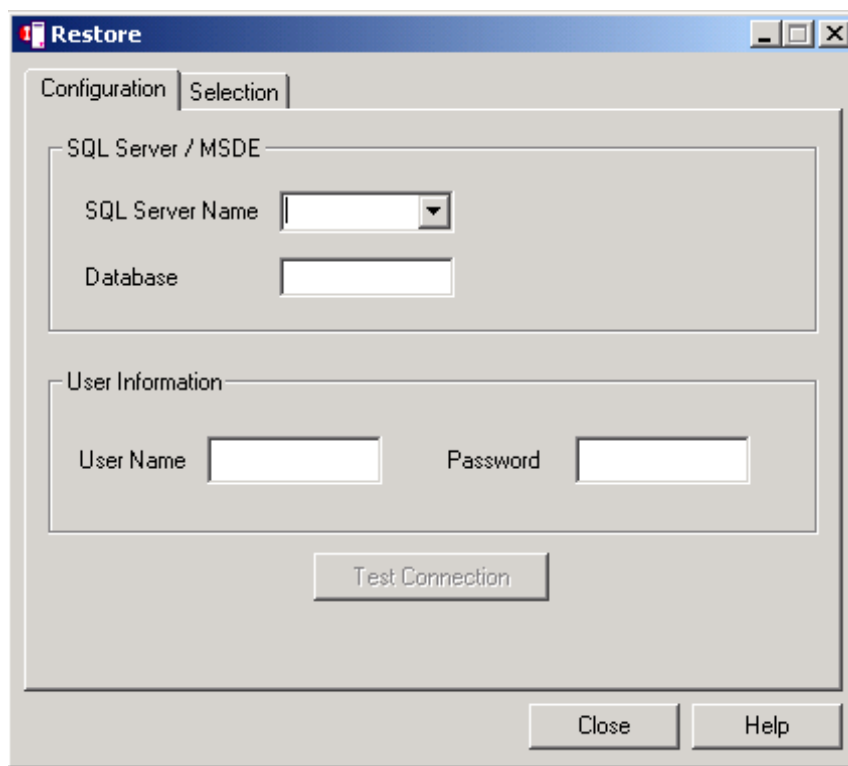 Restore
Configuration
Selection
SQL Server / MSDE
SQL Server Name
Database
User Information
User Name
Password
Test Connection
Close
Help